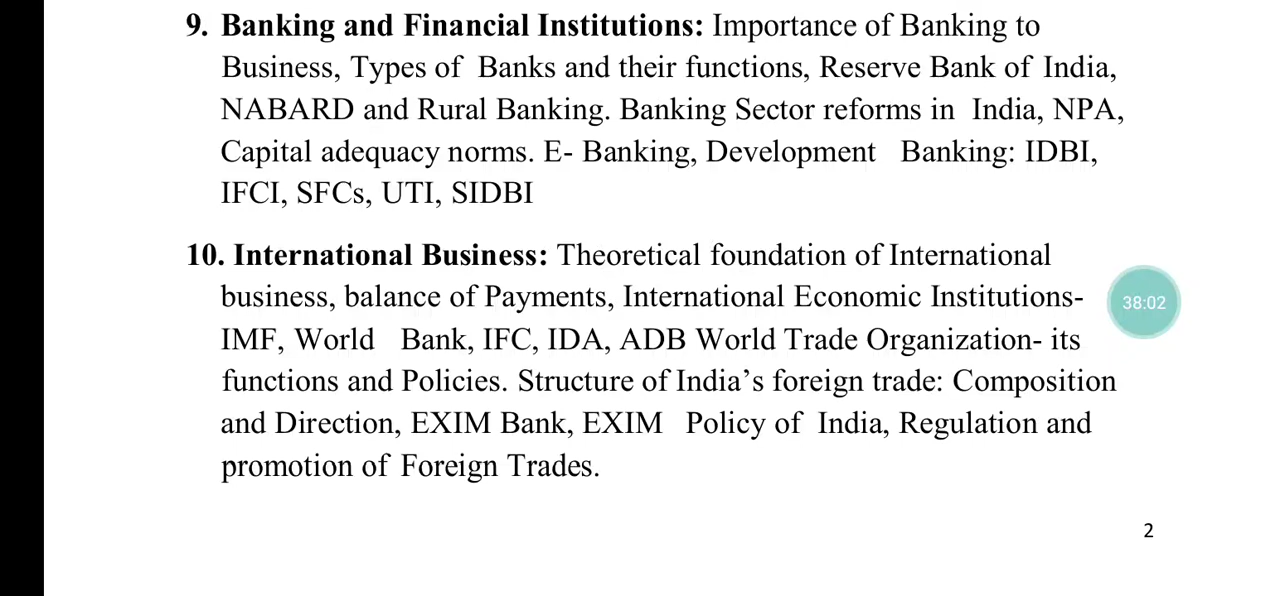 9. Banking and Financial Institutions: Importance of Banking to
Business, Types of Banks and their functions, Reserve Bank of India,
NABARD and Rural Banking. Banking Sector reforms in India, NPA,
Capital adequacy norms. E- Banking, Development Banking: IDBI,
IFCI, SFCs, UTI, SIDBI
10. International Business: Theoretical foundation of International
business, balance of Payments, International Economic Institutions-
38:02
IMF, World Bank, IFC, IDA, ADB World Trade Organization- its
functions and Policies. Structure of India’s foreign trade: Composition
and Direction, EXIM Bank, EXIM Policy of India, Regulation and
promotion of Foreign Trades.
2